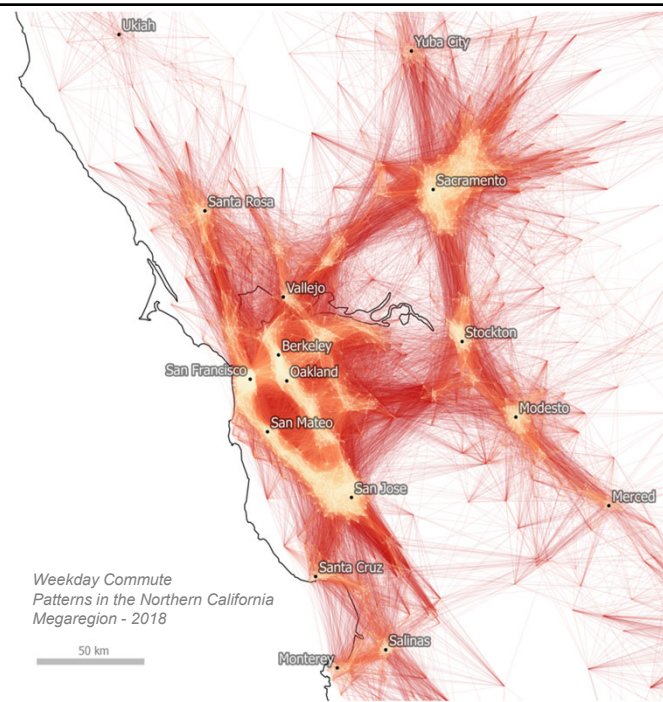 Ukiah
Yuba City
Sacramento
Santa Rosa
Vallejo
Stockton
Berkeley
San Francisco
Oakland
Modesto
San Mateo
San Jose
Merced
Santa Cruz
Weekday Commute
Patterns in the Northern California
Megaregion - 2018
Salinas
50 km
Monterey